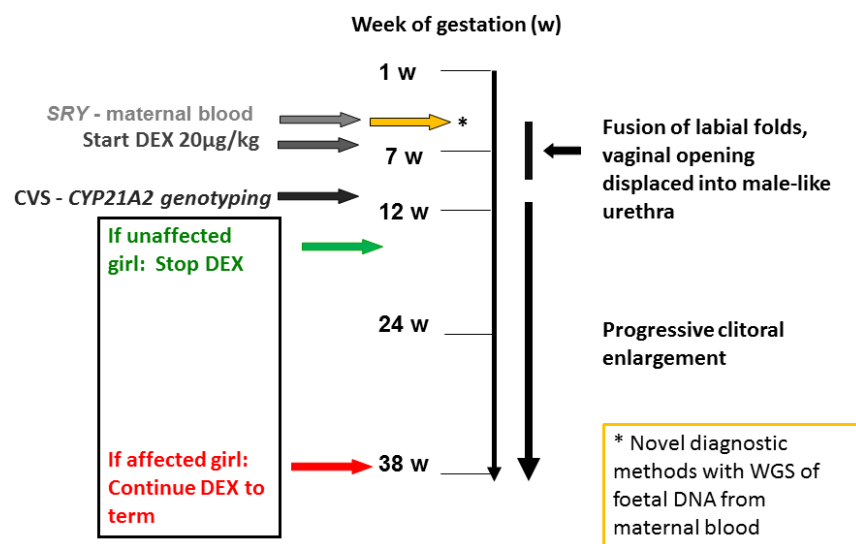 Week of gestation (w)
1 w
SRY - maternal blood
*
Start DEX 20µg/kg
7 w
Fusion of labial folds,
vaginal opening
displaced into male-like
urethra
CVS - CYP21A2 genotyping
12 w
If unaffected
girl: Stop DEX
24 w
Progressive clitoral
enlargement
If affected girl:
Continue DEX to
term
38 w
* Novel diagnostic
methods with WGS of
foetal DNA from
maternal blood